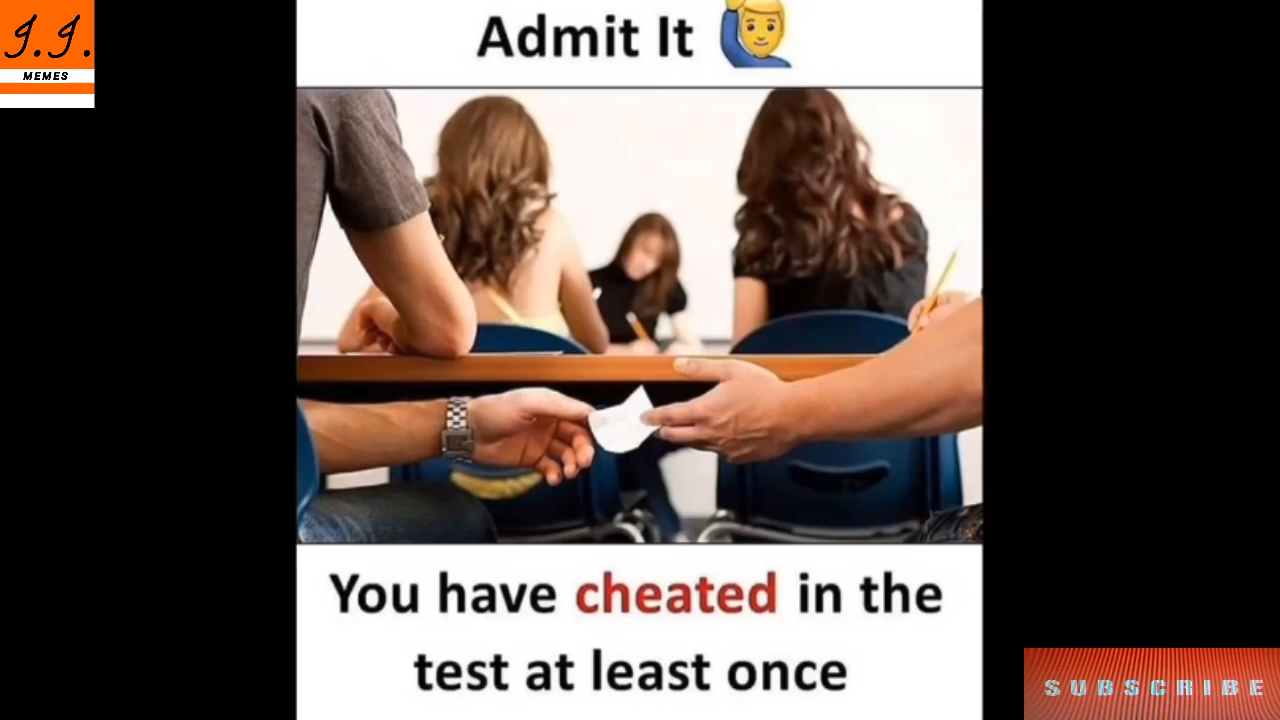 Admit It
J.J.
MEMES
You have cheated in the
test at least once
SUBSCRIBE